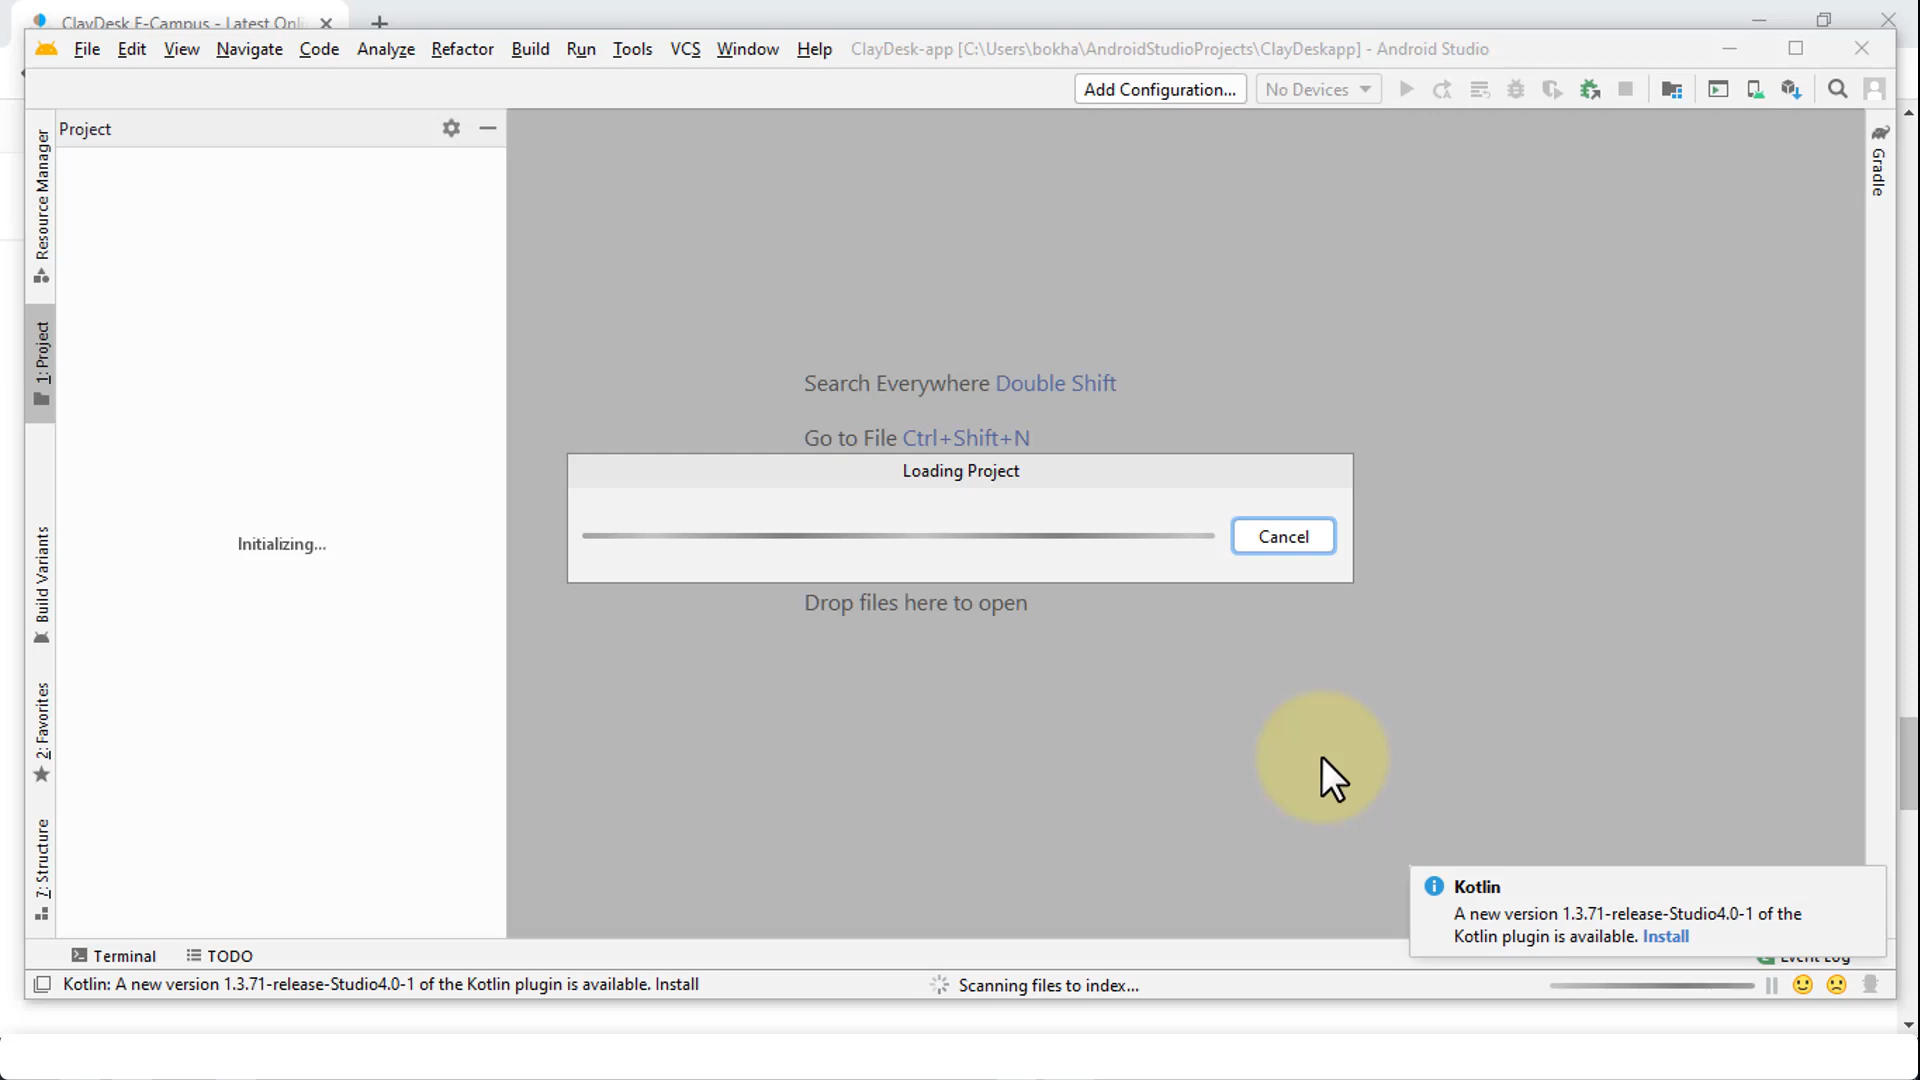 ClayDesk E-Campus - Latest Onli
File Edit View Navigate Code Analyze Refactor Build Run Tools VCS Window Help ClayDesk-app [C:\Users\bokha\AndroidStudioProjects\ClayDeskapp] - Android Studio
Add Configuration... No Devices
Project
Resource Manager
1: Project
Build Variants
2: Favorites
7: Structure
Gradle
Initializing...
Search Everywhere Double Shift
Go to File Ctrl+Shift+N
Loading Project
Cancel
Drop files here to open
Kotlin
A new version 1.3.71-release-Studio4.0-1 of the
Kotlin plugin is available. Install
Terminal TODO Event Log
Kotlin: A new version 1.3.71-release-Studio4.0-1 of the Kotlin plugin is available. Install Scanning files to index...